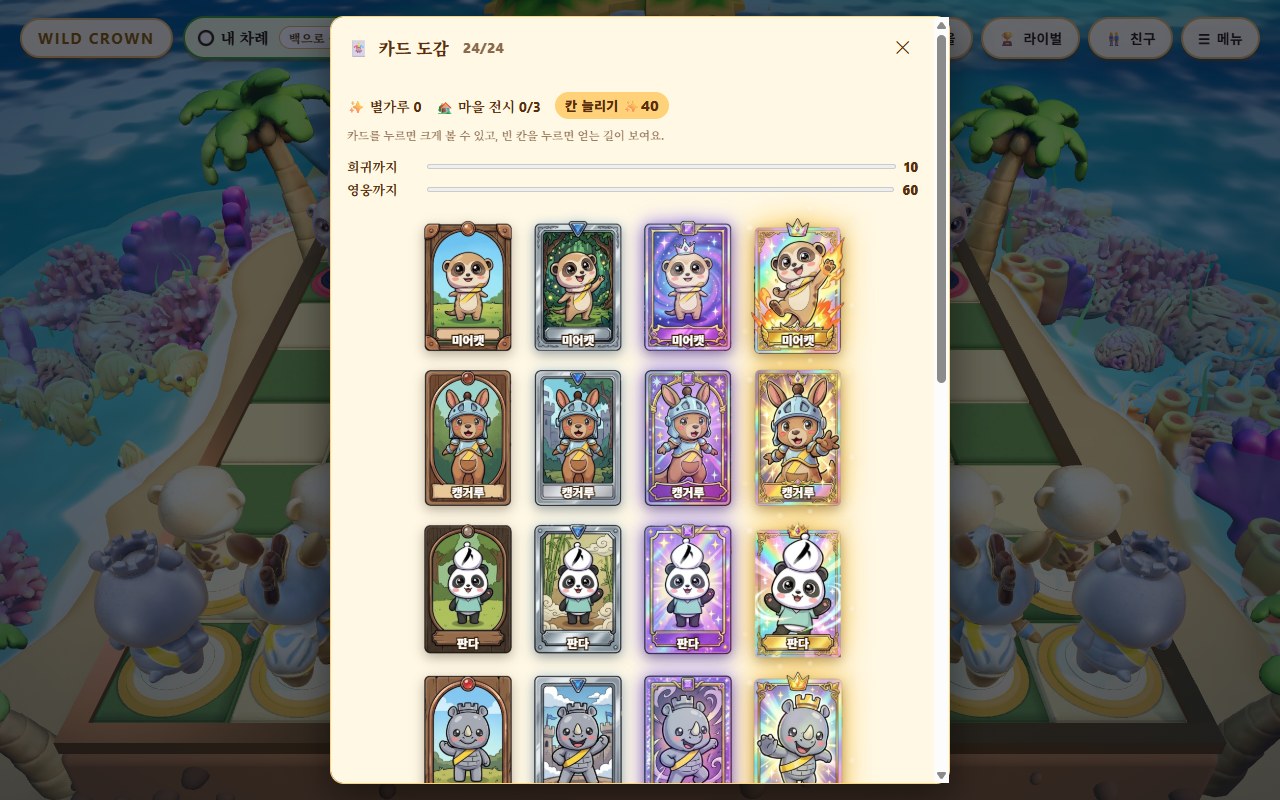 WILD CROWN
내 차례
백으로
라이벌
친구
☰ 메뉴
카드 도감 24/24
별가루 0 마을 전시 0/3 칸 늘리기 ✨ 40
카드를 누르면 크게 볼 수 있고, 빈 칸을 누르면 얻는 길이 보여요.
희귀까지 10
영웅까지 60
미어캣 미어캣 미어캣 미어캣
캥거루 캥거루 캥거루 캥거루
판다 판다 판다 판다